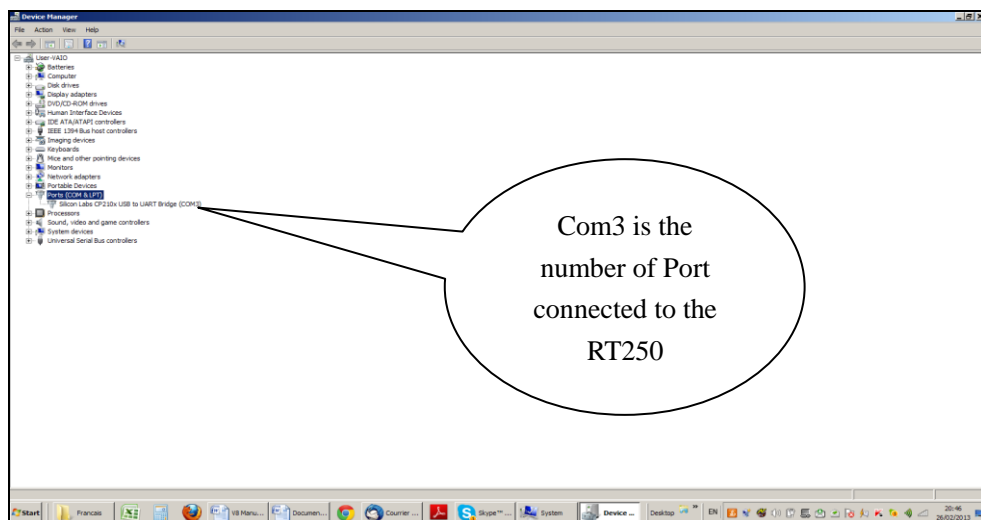 Device Manager
File Action View Help
User-VAIO
Batteries
Computer
Disk drives
Display adapters
DVD/CD-ROM drives
Human Interface Devices
IDE ATA/ATAPI controllers
IEEE 1394 Bus host controllers
Imaging devices
Keyboards
Mice and other pointing devices
Monitors
Network adapters
Portable Devices
Ports (COM & LPT)
Silicon Labs CP210x USB to UART Bridge (COM3)
Processors
Sound, video and game controllers
System devices
Universal Serial Bus controllers
Com3 is the
number of Port
connected to the
RT250
Start Francais V8 Manu... Documen... Courrier ... Skype™ ... System Device ... Desktop » EN 20:46
26/02/2013